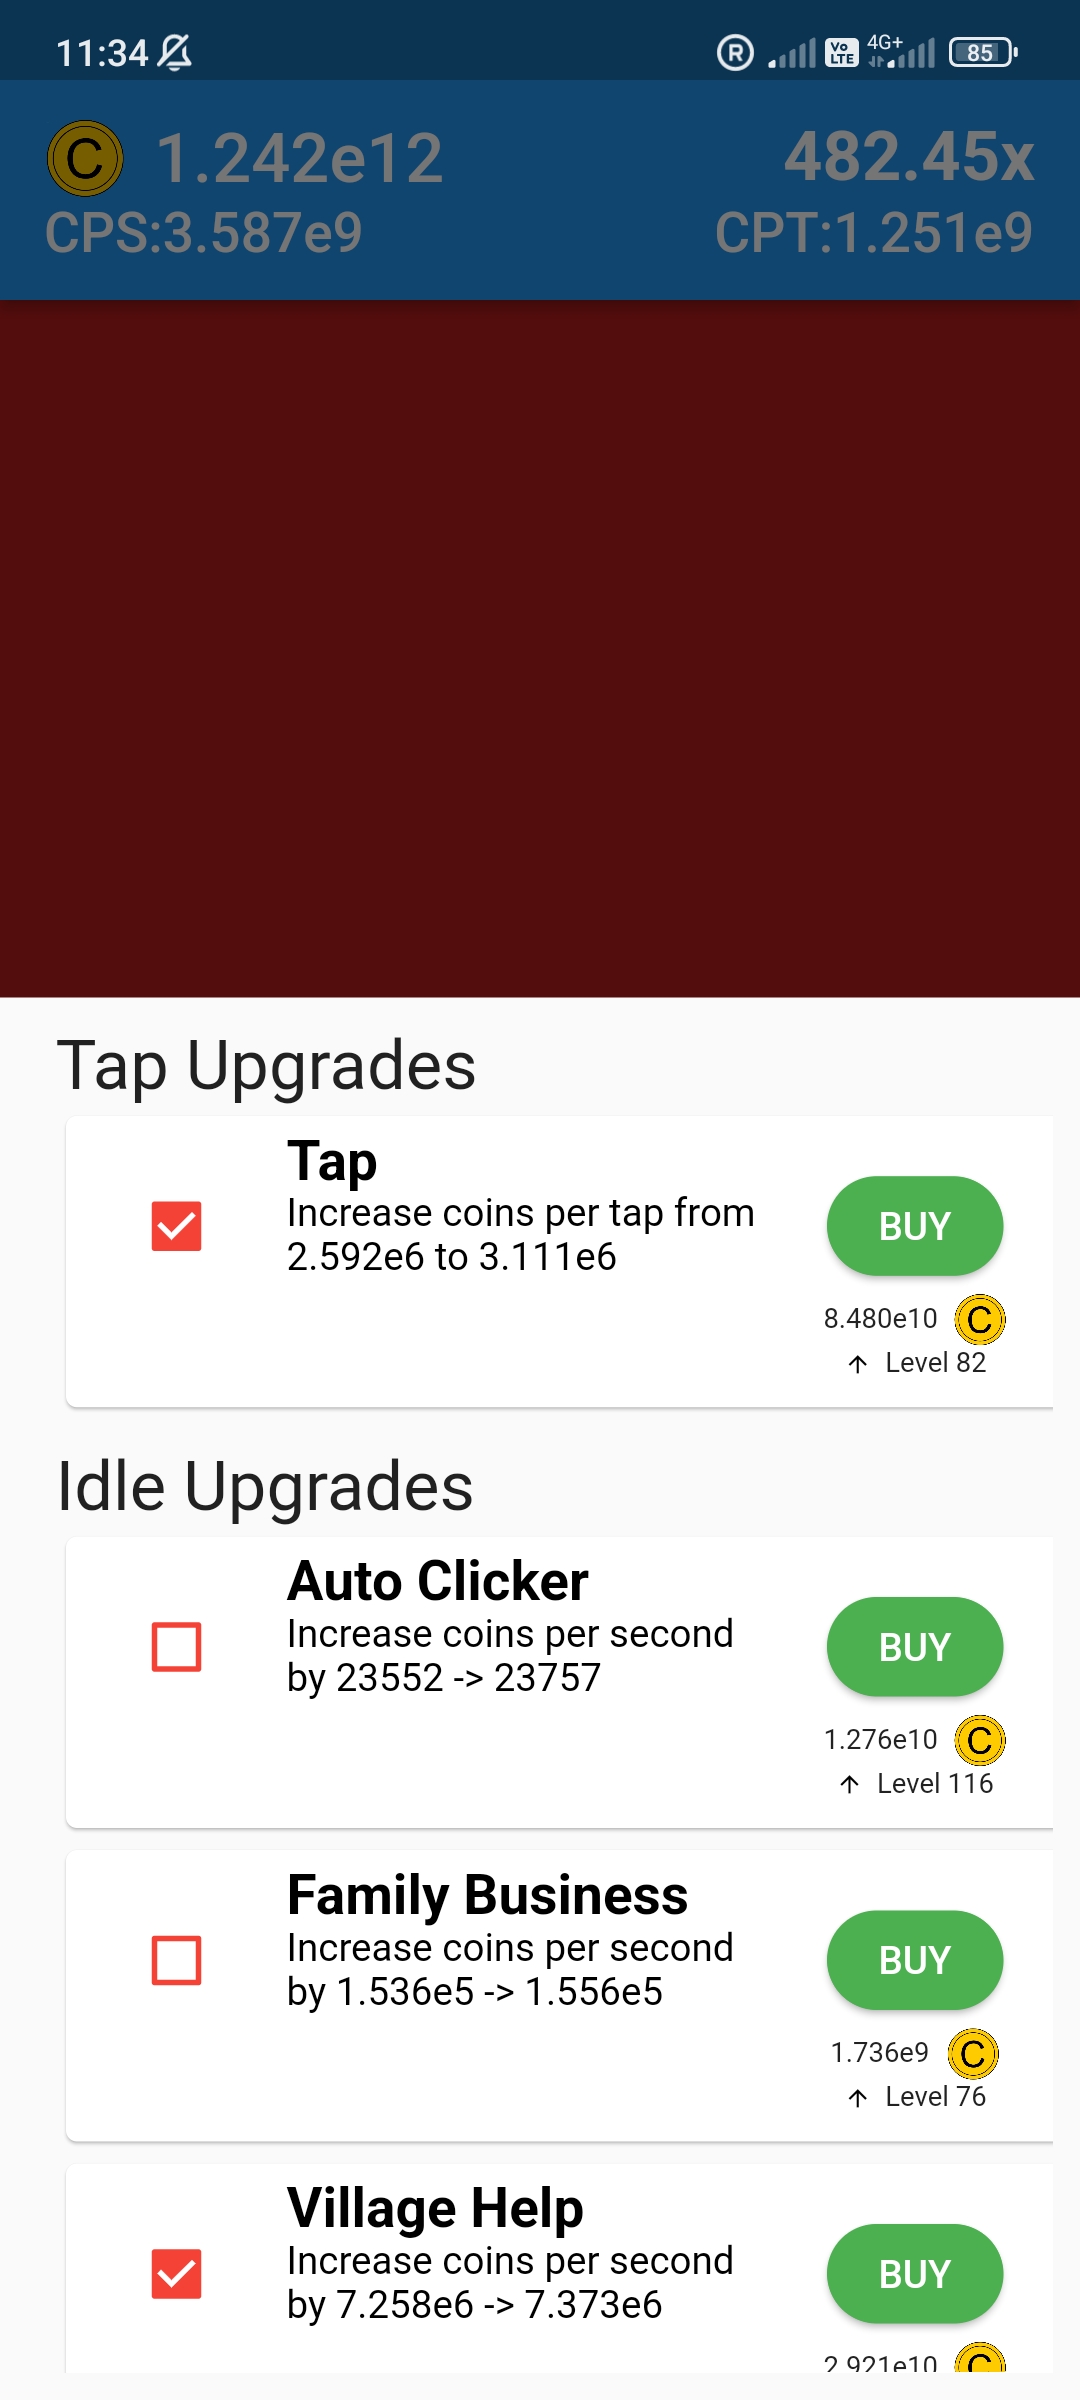 11:34 R Vo LTE 4G+ 85
C 1.242e12 482.45x
CPS:3.587e9 CPT:1.251e9
Tap Upgrades
Tap
Increase coins per tap from
2.592e6 to 3.111e6
BUY
8.480e10 C
↑ Level 82
Idle Upgrades
Auto Clicker
Increase coins per second
by 23552 -> 23757
BUY
1.276e10 C
↑ Level 116
Family Business
Increase coins per second
by 1.536e5 -> 1.556e5
BUY
1.736e9 C
↑ Level 76
Village Help
Increase coins per second
by 7.258e6 -> 7.373e6
BUY
2.921e10 C